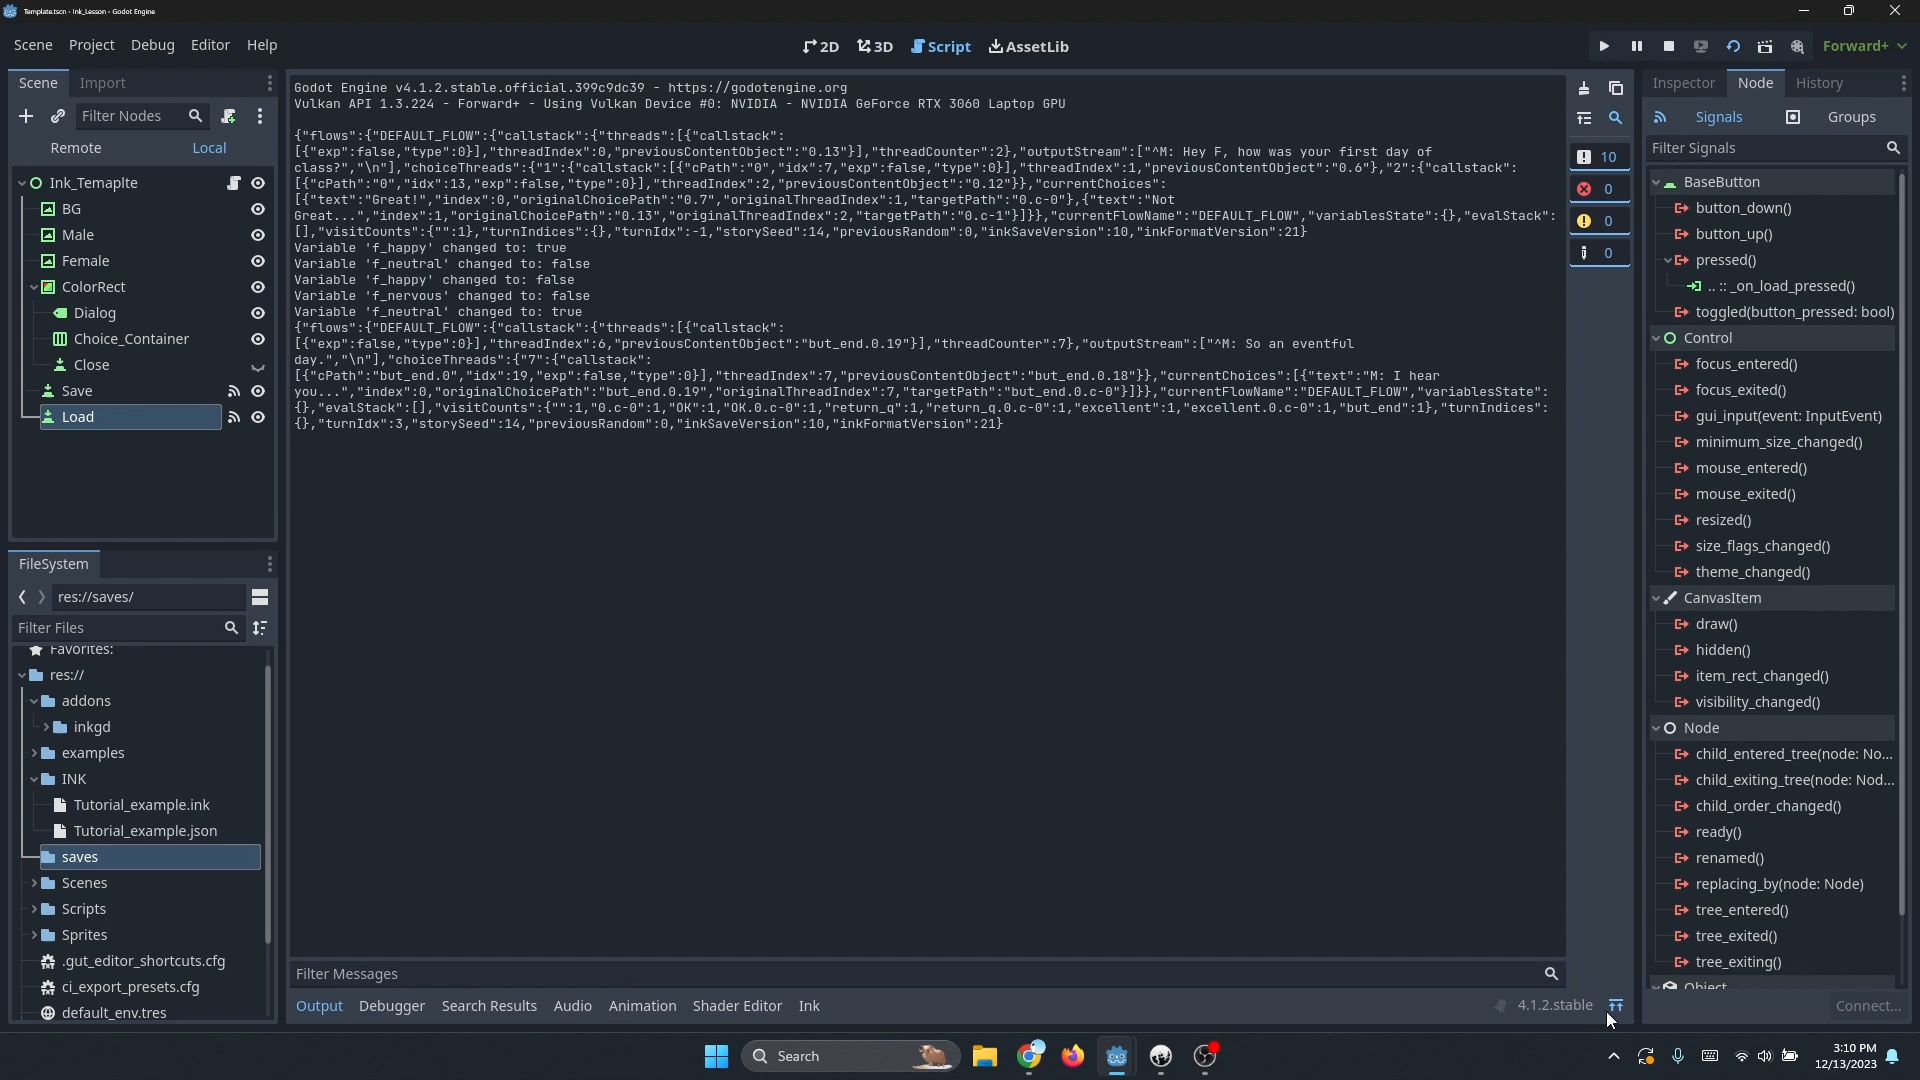 Template.tscn - Ink_Lesson - Godot Engine
Scene Project Debug Editor Help
2D 3D Script AssetLib
Forward+
Scene Import
Filter Nodes
Remote Local
Ink_Temaplte
BG
Male
Female
ColorRect
Dialog
Choice_Container
Close
Save
Load
FileSystem
res://saves/
Filter Files
Favorites:
res://
addons
inkgd
examples
INK
Tutorial_example.ink
Tutorial_example.json
saves
Scenes
Scripts
Sprites
.gut_editor_shortcuts.cfg
ci_export_presets.cfg
default_env.tres
Godot Engine v4.1.2.stable.official.399c9dc39 - https://godotengine.org
Vulkan API 1.3.224 - Forward+ - Using Vulkan Device #0: NVIDIA - NVIDIA GeForce RTX 3060 Laptop GPU
{"flows":{"DEFAULT_FLOW":{"callstack":{"threads":[{"callstack":
[{"exp":false,"type":0}],"threadIndex":0,"previousContentObject":"0.13"}],"threadCounter":2},"outputStream":["^M: Hey F, how was your first day of
class?","\n"],"choiceThreads":{"1":{"callstack":[{"cPath":"0","idx":7,"exp":false,"type":0}],"threadIndex":1,"previousContentObject":"0.6"},"2":{"callstack":
[{"cPath":"0","idx":13,"exp":false,"type":0}],"threadIndex":2,"previousContentObject":"0.12"}},"currentChoices":
[{"text":"Great!","index":0,"originalChoicePath":"0.7","originalThreadIndex":1,"targetPath":"0.c-0"},{"text":"Not
Great...","index":1,"originalChoicePath":"0.13","originalThreadIndex":2,"targetPath":"0.c-1"}]}},"currentFlowName":"DEFAULT_FLOW","variablesState":{},"evalStack":
[],"visitCounts":{"":1},"turnIndices":{},"turnIdx":-1,"storySeed":14,"previousRandom":0,"inkSaveVersion":10,"inkFormatVersion":21}
Variable 'f_happy' changed to: true
Variable 'f_neutral' changed to: false
Variable 'f_happy' changed to: false
Variable 'f_nervous' changed to: false
Variable 'f_neutral' changed to: true
{"flows":{"DEFAULT_FLOW":{"callstack":{"threads":[{"callstack":
[{"exp":false,"type":0}],"threadIndex":6,"previousContentObject":"but_end.0.19"}],"threadCounter":7},"outputStream":["^M: So an eventful
day.","\n"],"choiceThreads":{"7":{"callstack":
[{"cPath":"but_end.0","idx":19,"exp":false,"type":0}],"threadIndex":7,"previousContentObject":"but_end.0.18"}},"currentChoices":[{"text":"M: I hear
you...","index":0,"originalChoicePath":"but_end.0.19","originalThreadIndex":7,"targetPath":"but_end.0.c-0"}]}},"currentFlowName":"DEFAULT_FLOW","variablesState":
{},"evalStack":[],"visitCounts":{"":1,"0.c-0":1,"OK":1,"OK.0.c-0":1,"return_q":1,"return_q.0.c-0":1,"excellent":1,"excellent.0.c-0":1,"but_end":1},"turnIndices":
{},"turnIdx":3,"storySeed":14,"previousRandom":0,"inkSaveVersion":10,"inkFormatVersion":21}
10
0
0
0
Filter Messages
Output Debugger Search Results Audio Animation Shader Editor Ink
4.1.2.stable
Inspector Node History
Signals Groups
Filter Signals
BaseButton
button_down()
button_up()
pressed()
.. :: _on_load_pressed()
toggled(button_pressed: bool)
Control
focus_entered()
focus_exited()
gui_input(event: InputEvent)
minimum_size_changed()
mouse_entered()
mouse_exited()
resized()
size_flags_changed()
theme_changed()
CanvasItem
draw()
hidden()
item_rect_changed()
visibility_changed()
Node
child_entered_tree(node: No...
child_exiting_tree(node: Nod...
child_order_changed()
ready()
renamed()
replacing_by(node: Node)
tree_entered()
tree_exited()
tree_exiting()
Object
Connect...
Search
3:10 PM
12/13/2023